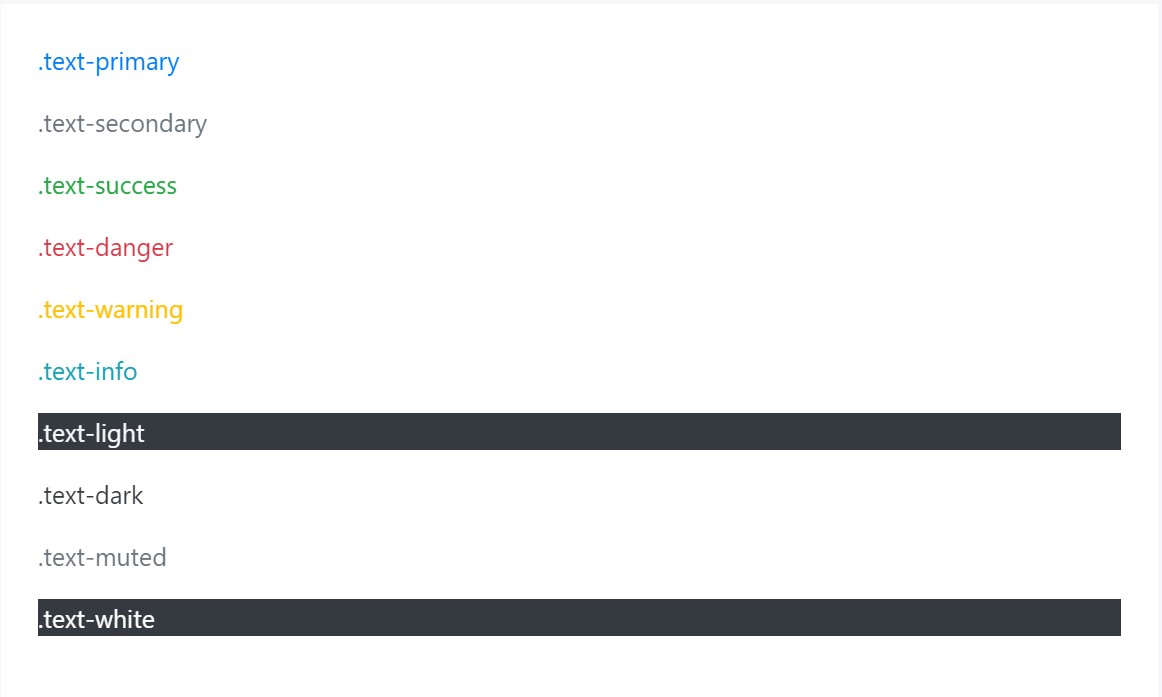 .text-primary
.text-secondary
.text-success
.text-danger
.text-warning
.text-info
.text-light
.text-dark
.text-muted
.text-white